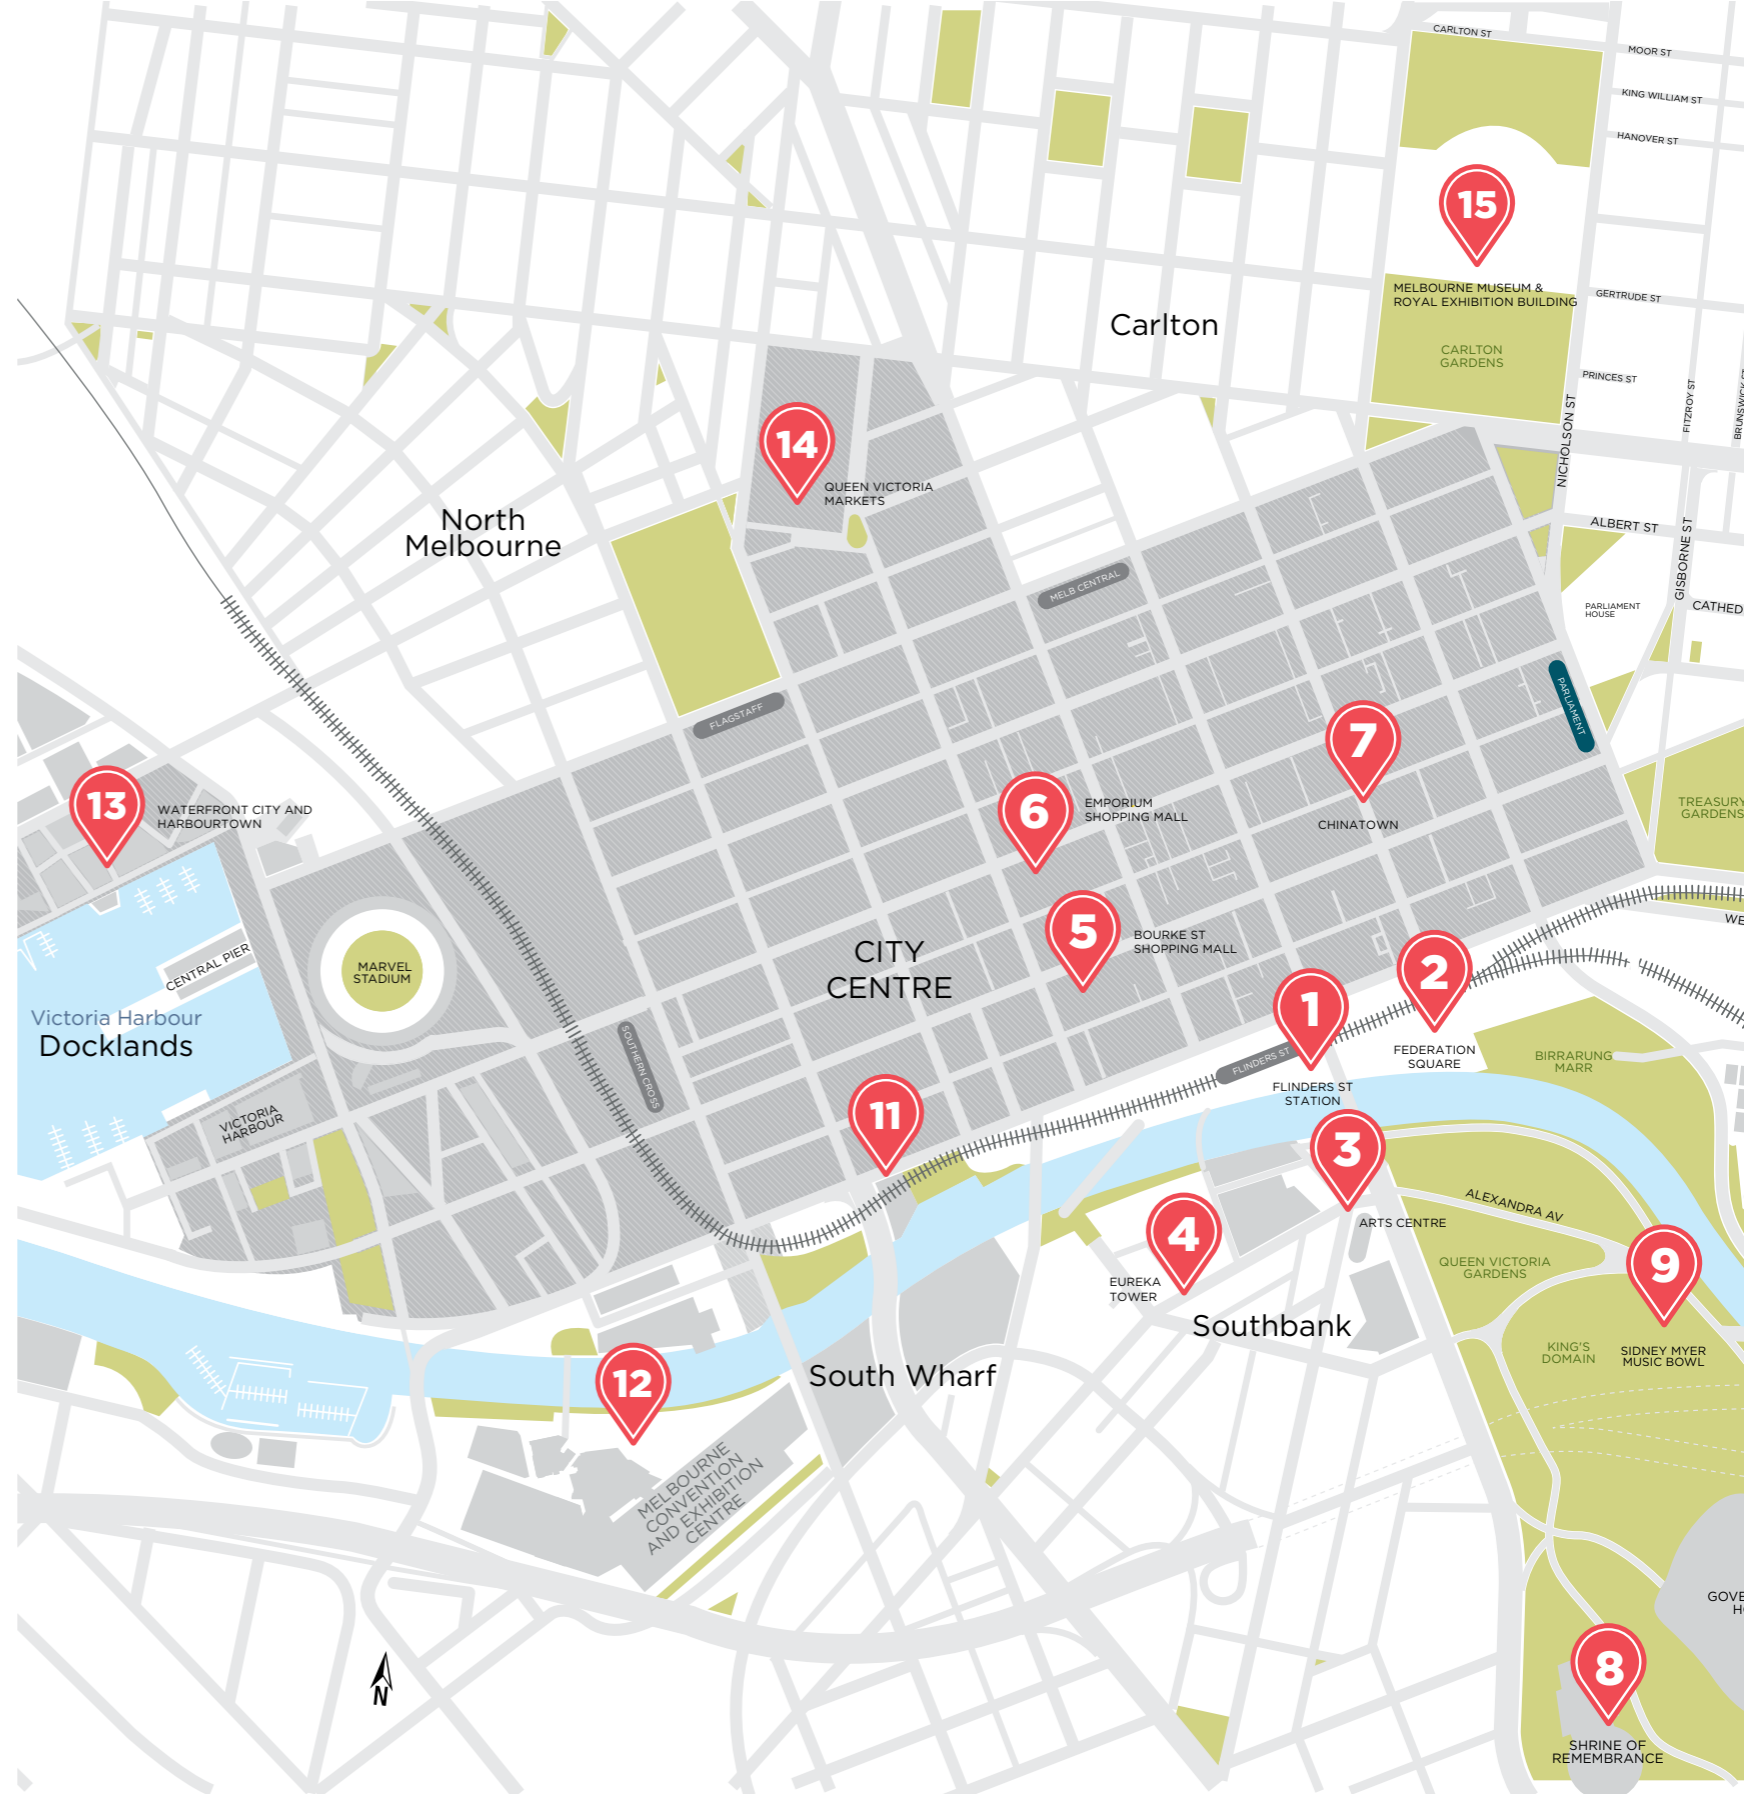 CARLTON ST
MOOR ST
KING WILLIAM ST
HANOVER ST
15
MELBOURNE MUSEUM &
ROYAL EXHIBITION BUILDING
GERTRUDE ST
Carlton
CARLTON
GARDENS
PRINCES ST
FITZROY ST
NICHOLSON ST
14
QUEEN VICTORIA
MARKETS
North
Melbourne
ALBERT ST
GISBORNE ST
MELB CENTRAL
PARLIAMENT
HOUSE
CATHED
FLAGSTAFF
PARLIAMENT
7
CHINATOWN
13
WATERFRONT CITY AND
HARBOURTOWN
6
EMPORIUM
SHOPPING MALL
TREASURY
GARDENS
5
BOURKE ST
SHOPPING MALL
WE
CITY
CENTRE
CENTRAL PIER
MARVEL
STADIUM
2
FEDERATION
SQUARE
1
FLINDERS ST
FLINDERS ST
STATION
Victoria Harbour
Docklands
BIRRARUNG
MARR
SOUTHERN CROSS
VICTORIA
HARBOUR
11
3
ARTS CENTRE
ALEXANDRA AV
4
EUREKA
TOWER
QUEEN VICTORIA
GARDENS
9
SIDNEY MYER
MUSIC BOWL
KING'S
DOMAIN
Southbank
South Wharf
12
MELBOURNE
CONVENTION
AND EXHIBITION
CENTRE
GOVE
H
N
8
SHRINE OF
REMEMBRANCE